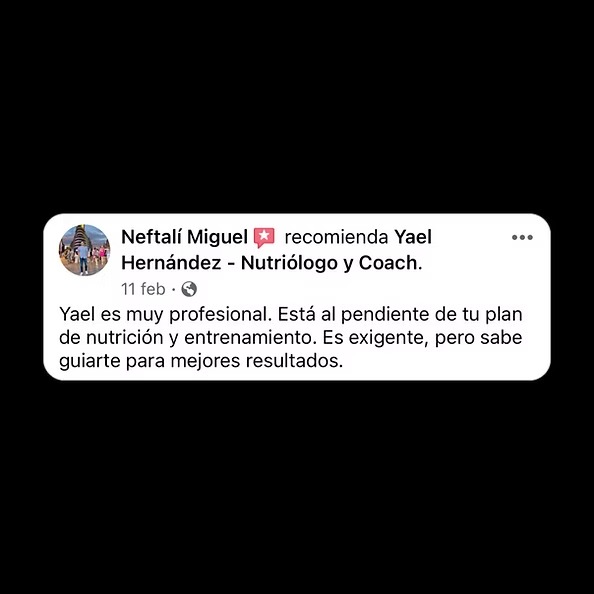 Neftalí Miguel recomienda Yael
Hernández - Nutriólogo y Coach.
11 feb ·
Yael es muy profesional. Está al pendiente de tu plan
de nutrición y entrenamiento. Es exigente, pero sabe
guiarte para mejores resultados.